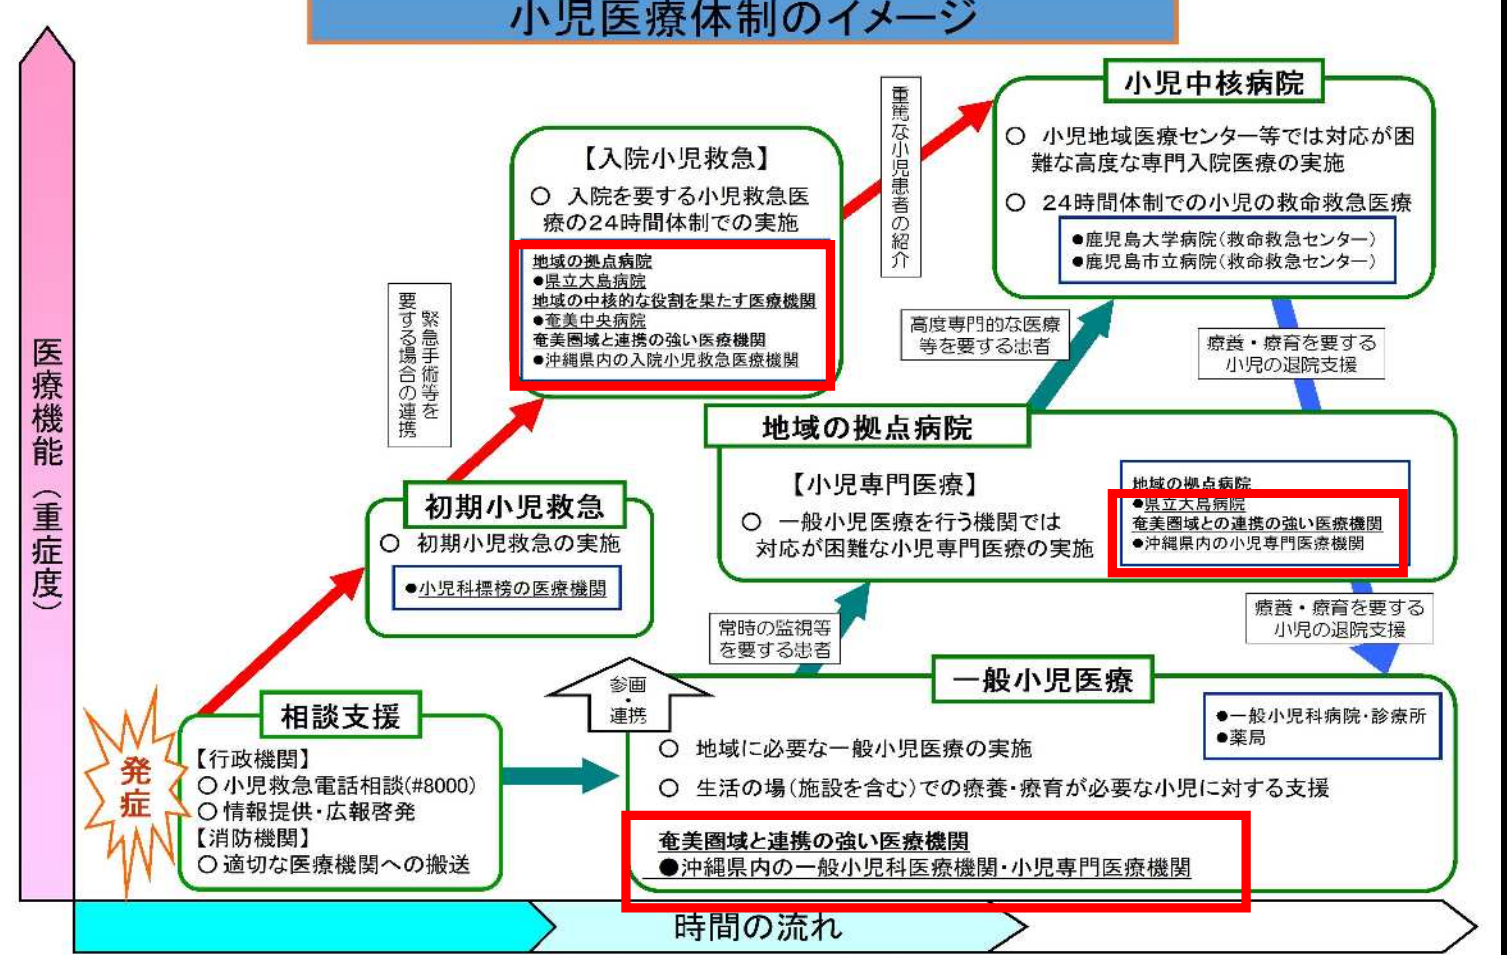 小児医療体制のイメージ
医療機能（重症度）
小児中核病院
○ 小児地域医療センター等では対応が困
難な高度な専門入院医療の実施
○ 24時間体制での小児の救命救急医療
●鹿児島大学病院(救命救急センター)
●鹿児島市立病院(救命救急センター)
重篤な小児患者の紹介
【入院小児救急】
○ 入院を要する小児救急医
療の24時間体制での実施
地域の拠点病院
●県立大島病院
地域の中核的な役割を果たす医療機関
●奄美中央病院
奄美圏域と連携の強い医療機関
●沖縄県内の入院小児救急医療機関
緊急手術等を
要する場合の連携
高度専門的な医療
等を要する患者
療養・療育を要する
小児の退院支援
地域の拠点病院
【小児専門医療】
○ 一般小児医療を行う機関では
対応が困難な小児専門医療の実施
地域の拠点病院
●県立大島病院
奄美圏域との連携の強い医療機関
●沖縄県内の小児専門医療機関
初期小児救急
○ 初期小児救急の実施
●小児科標榜の医療機関
常時の監視等
を要する患者
療養・療育を要する
小児の退院支援
参画
・
連携
一般小児医療
●一般小児科病院・診療所
●薬局
○ 地域に必要な一般小児医療の実施
○ 生活の場(施設を含む)での療養・療育が必要な小児に対する支援
奄美圏域と連携の強い医療機関
●沖縄県内の一般小児科医療機関・小児専門医療機関
発
症
相談支援
【行政機関】
○小児救急電話相談(#8000)
○情報提供・広報啓発
【消防機関】
○適切な医療機関への搬送
時間の流れ